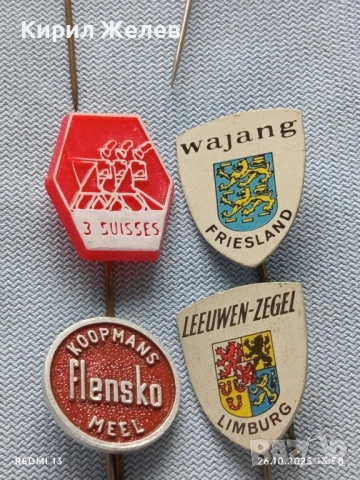 Кирил Желев
3 SUISSES
wajang
FRIESLAND
KOOPMANS
flensko
MEEL
LEEUWEN-ZEGEL
LIMBURG
REDMI 13